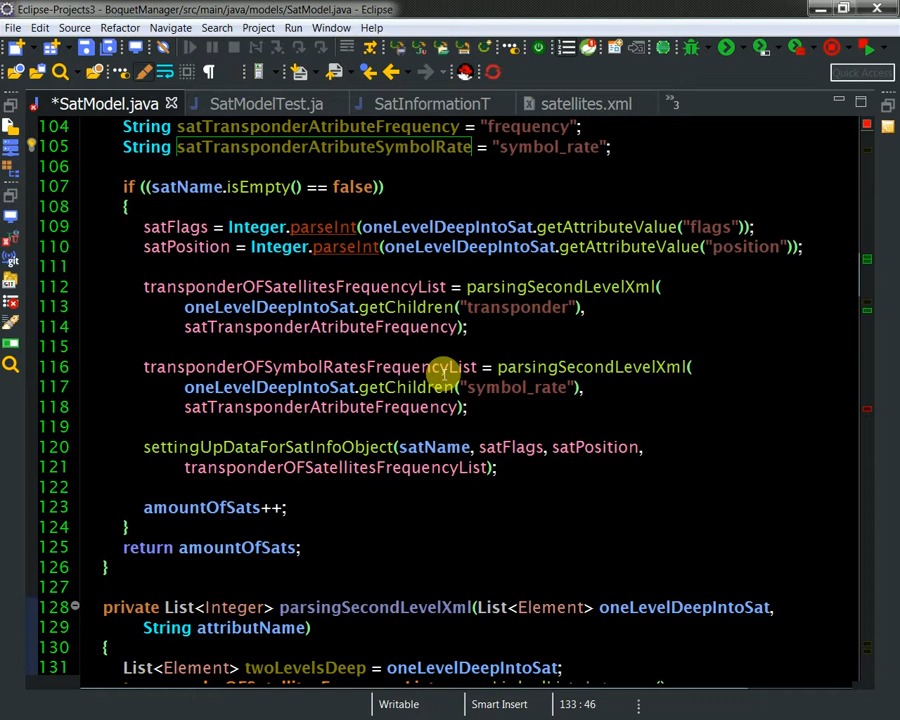 Eclipse-Projects3 - BoquetManager/src/main/java/models/SatModel.java - Eclipse
File Edit Source Refactor Navigate Search Project Run Window Help
Quick Access
*SatModel.java SatModelTest.ja SatInformationT satellites.xml »3
104 String satTransponderAtributeFrequency = "frequency";
105 String satTransponderAtributeSymbolRate = "symbol_rate";
106
107 if ((satName.isEmpty() == false))
108 {
109 satFlags = Integer.parseInt(oneLevelDeepIntoSat.getAttributeValue("flags"));
110 satPosition = Integer.parseInt(oneLevelDeepIntoSat.getAttributeValue("position"));
111
112 transponderOFSatellitesFrequencyList = parsingSecondLevelXml(
113 oneLevelDeepIntoSat.getChildren("transponder"),
114 satTransponderAtributeFrequency);
115
116 transponderOFSymbolRatesFrequencyList = parsingSecondLevelXml(
117 oneLevelDeepIntoSat.getChildren("symbol_rate"),
118 satTransponderAtributeFrequency);
119
120 settingUpDataForSatInfoObject(satName, satFlags, satPosition,
121 transponderOFSatellitesFrequencyList);
122
123 amountOfSats++;
124 }
125 return amountOfSats;
126 }
127
128 private List<Integer> parsingSecondLevelXml(List<Element> oneLevelDeepIntoSat,
129 String attributName)
130 {
131 List<Element> twoLevelsDeep = oneLevelDeepIntoSat;
Writable Smart Insert 133 : 46